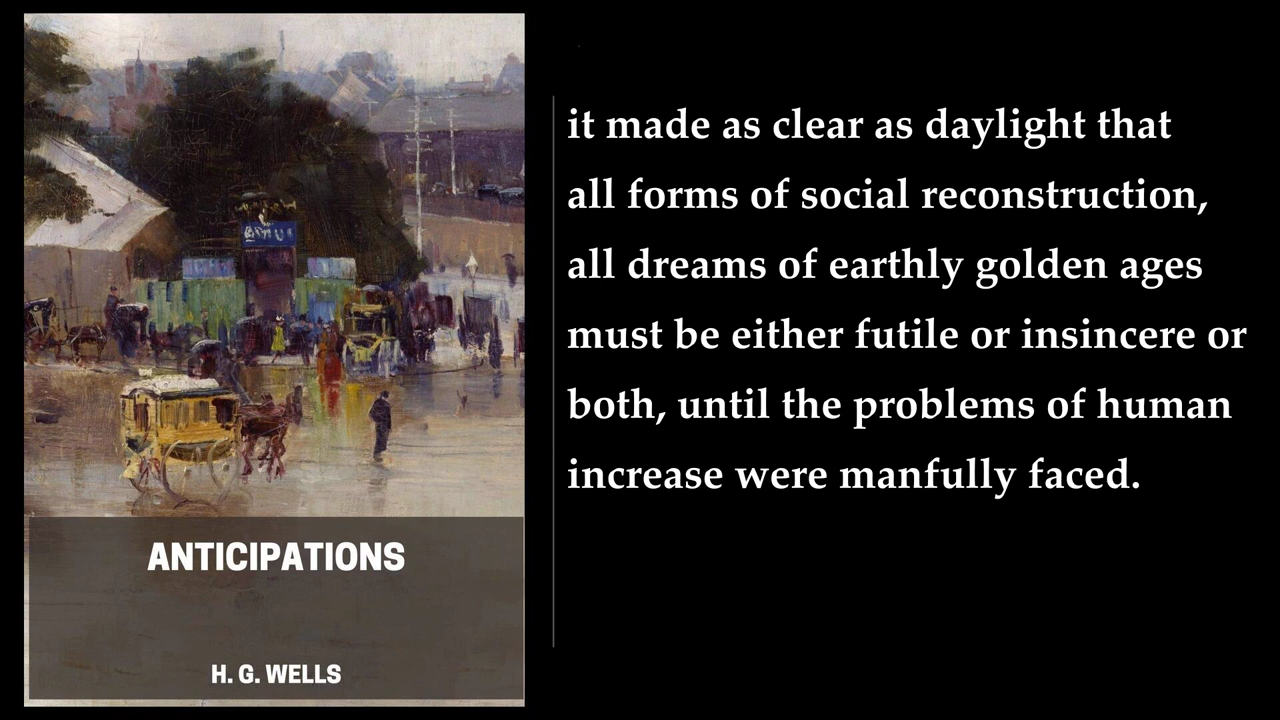 ANTICIPATIONS
H. G. WELLS
it made as clear as daylight that
all forms of social reconstruction,
all dreams of earthly golden ages
must be either futile or insincere or
both, until the problems of human
increase were manfully faced.